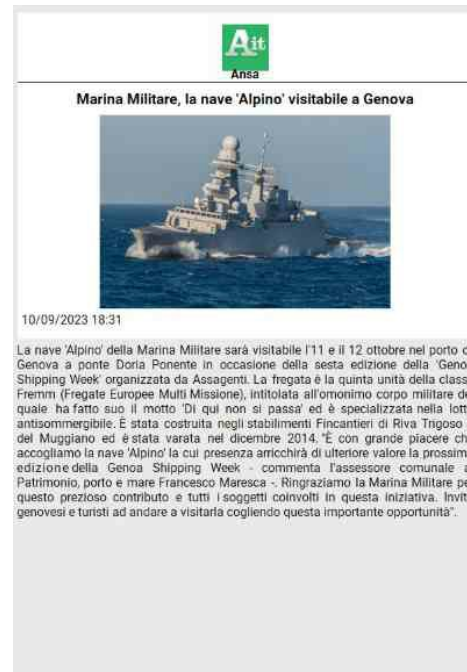 Ait
Ansa
Marina Militare, la nave 'Alpino' visitabile a Genova
10/09/2023 18:31
La nave 'Alpino' della Marina Militare sarà visitabile l'11 e il 12 ottobre nel porto
Genova a ponte Doria Ponente in occasione della sesta edizione della 'Geno
Shipping Week' organizzata da Assagenti. La fregata è la quinta unità della class
Fremm (Fregate Europee Multi Missione), intitolata all'omonimo corpo militare de
quale ha fatto suo il motto 'Di qui non si passa' ed è specializzata nella lott
antisommergibile. È stata costruita negli stabilimenti Fincantieri di Riva Trigoso
del Muggiano ed è stata varata nel dicembre 2014. "È con grande piacere ch
accogliamo la nave 'Alpino' la cui presenza arricchirà di ulteriore valore la prossim
edizione della Genoa Shipping Week - commenta l'assessore comunale a
Patrimonio, porto e mare Francesco Maresca -. Ringraziamo la Marina Militare pe
questo prezioso contributo e tutti i soggetti coinvolti in questa iniziativa. Invit
genovesi e turisti ad andare a visitarla cogliendo questa importante opportunità".